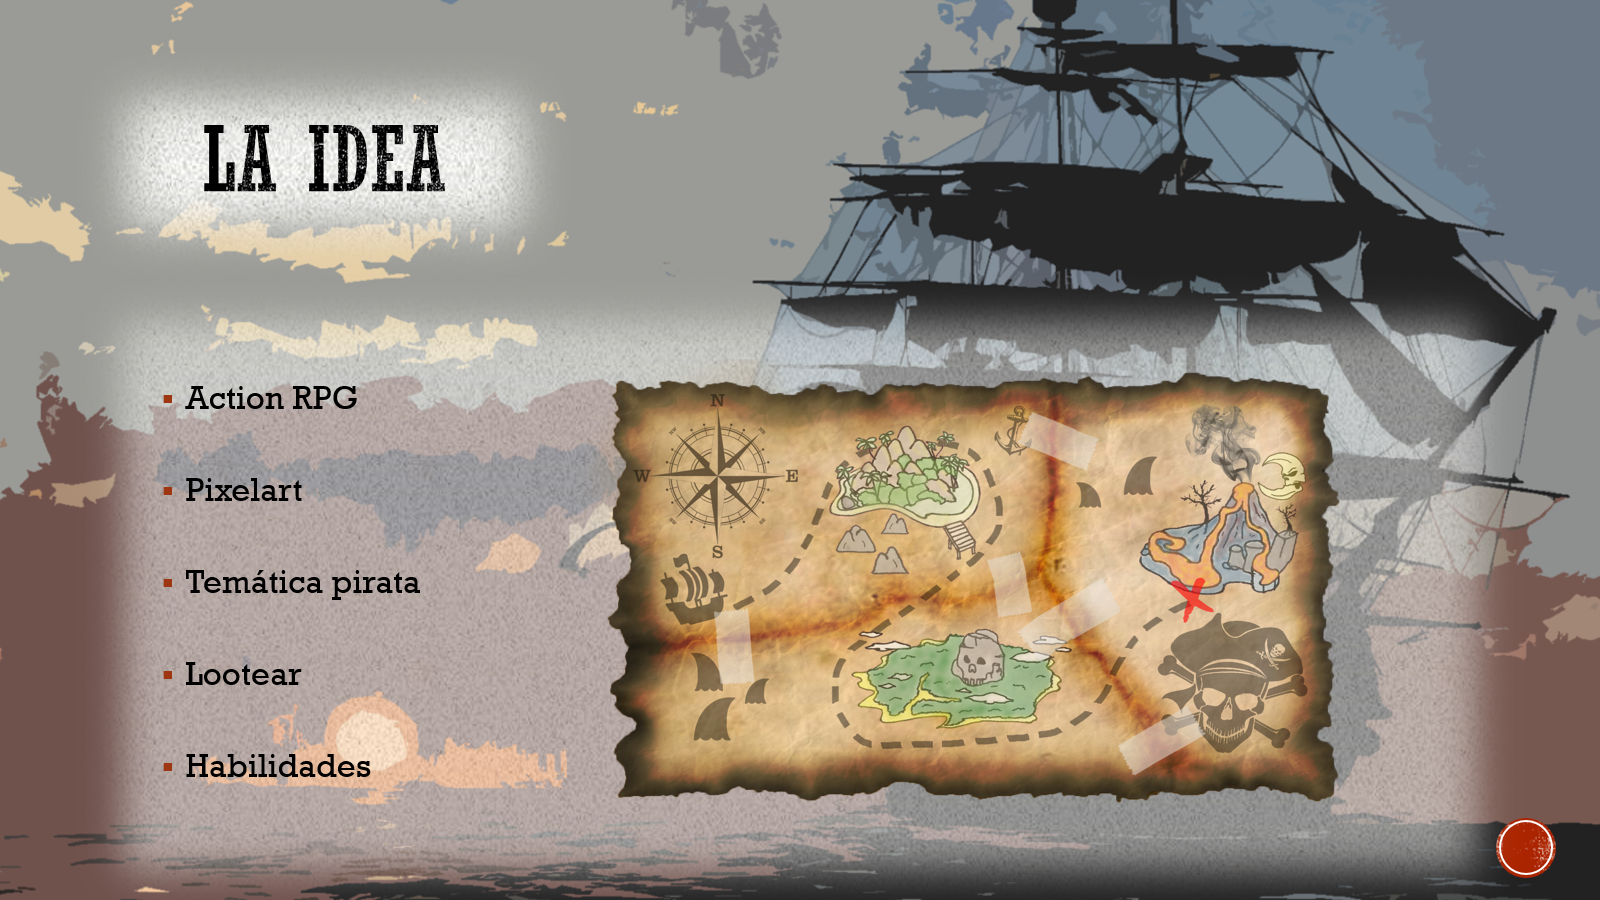 LA IDEA
Action RPG
Pixelart
Temática pirata
Lootear
Habilidades
N
W
E
S